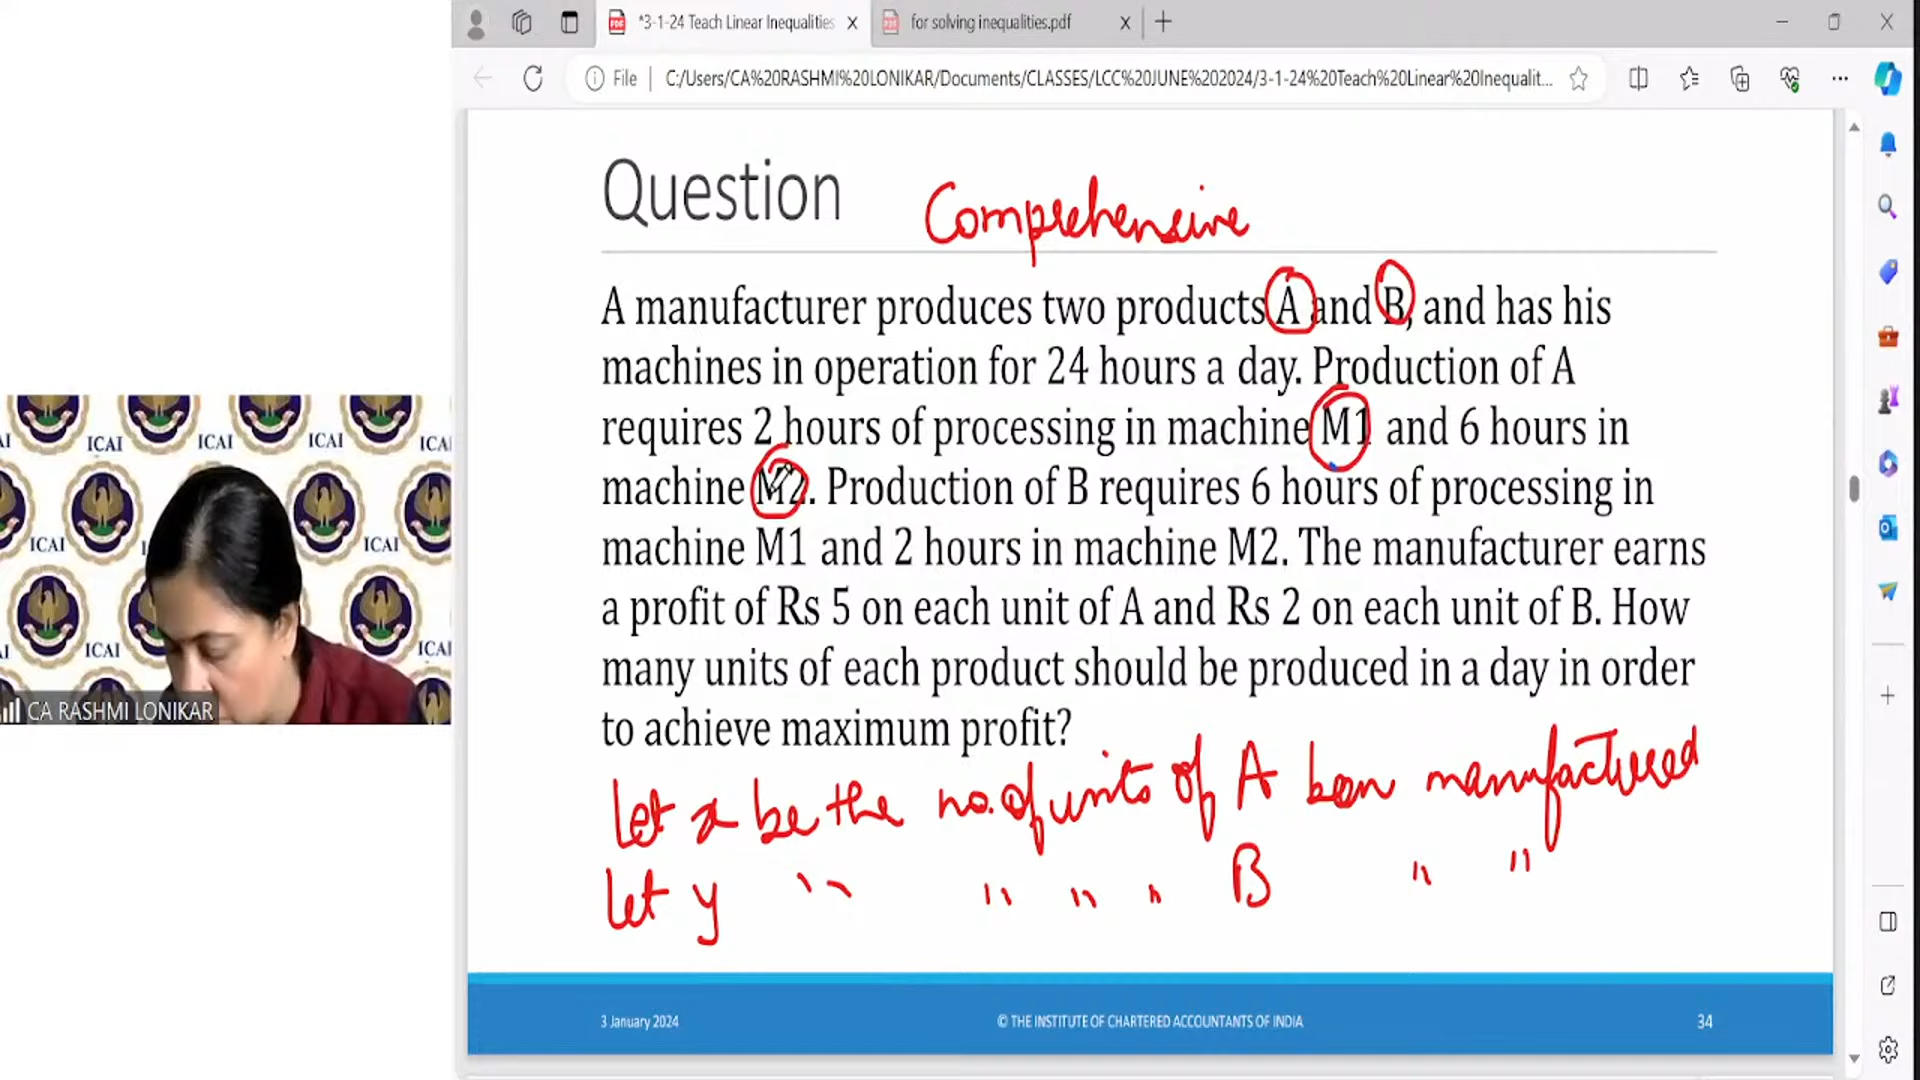 *3-1-24 Teach Linear Inequalities
for solving inequalities.pdf
File
C:/Users/CA%20RASHMI%20LONIKAR/Documents/CLASSES/LCC%20JUNE%202024/3-1-24%20Teach%20Linear%20Inequalit...
Question
Comprehensive
A manufacturer produces two products A and B, and has his
machines in operation for 24 hours a day. Production of A
requires 2 hours of processing in machine M1 and 6 hours in
machine M2. Production of B requires 6 hours of processing in
machine M1 and 2 hours in machine M2. The manufacturer earns
a profit of Rs 5 on each unit of A and Rs 2 on each unit of B. How
many units of each product should be produced in a day in order
to achieve maximum profit?
let x be the no. of units of A manufactured
let y " " " " B " "
3 January 2024
© THE INSTITUTE OF CHARTERED ACCOUNTANTS OF INDIA
34
ICAI ICAI ICAI
ICAI ICAI
ICAI ICAI
CA RASHMI LONIKAR